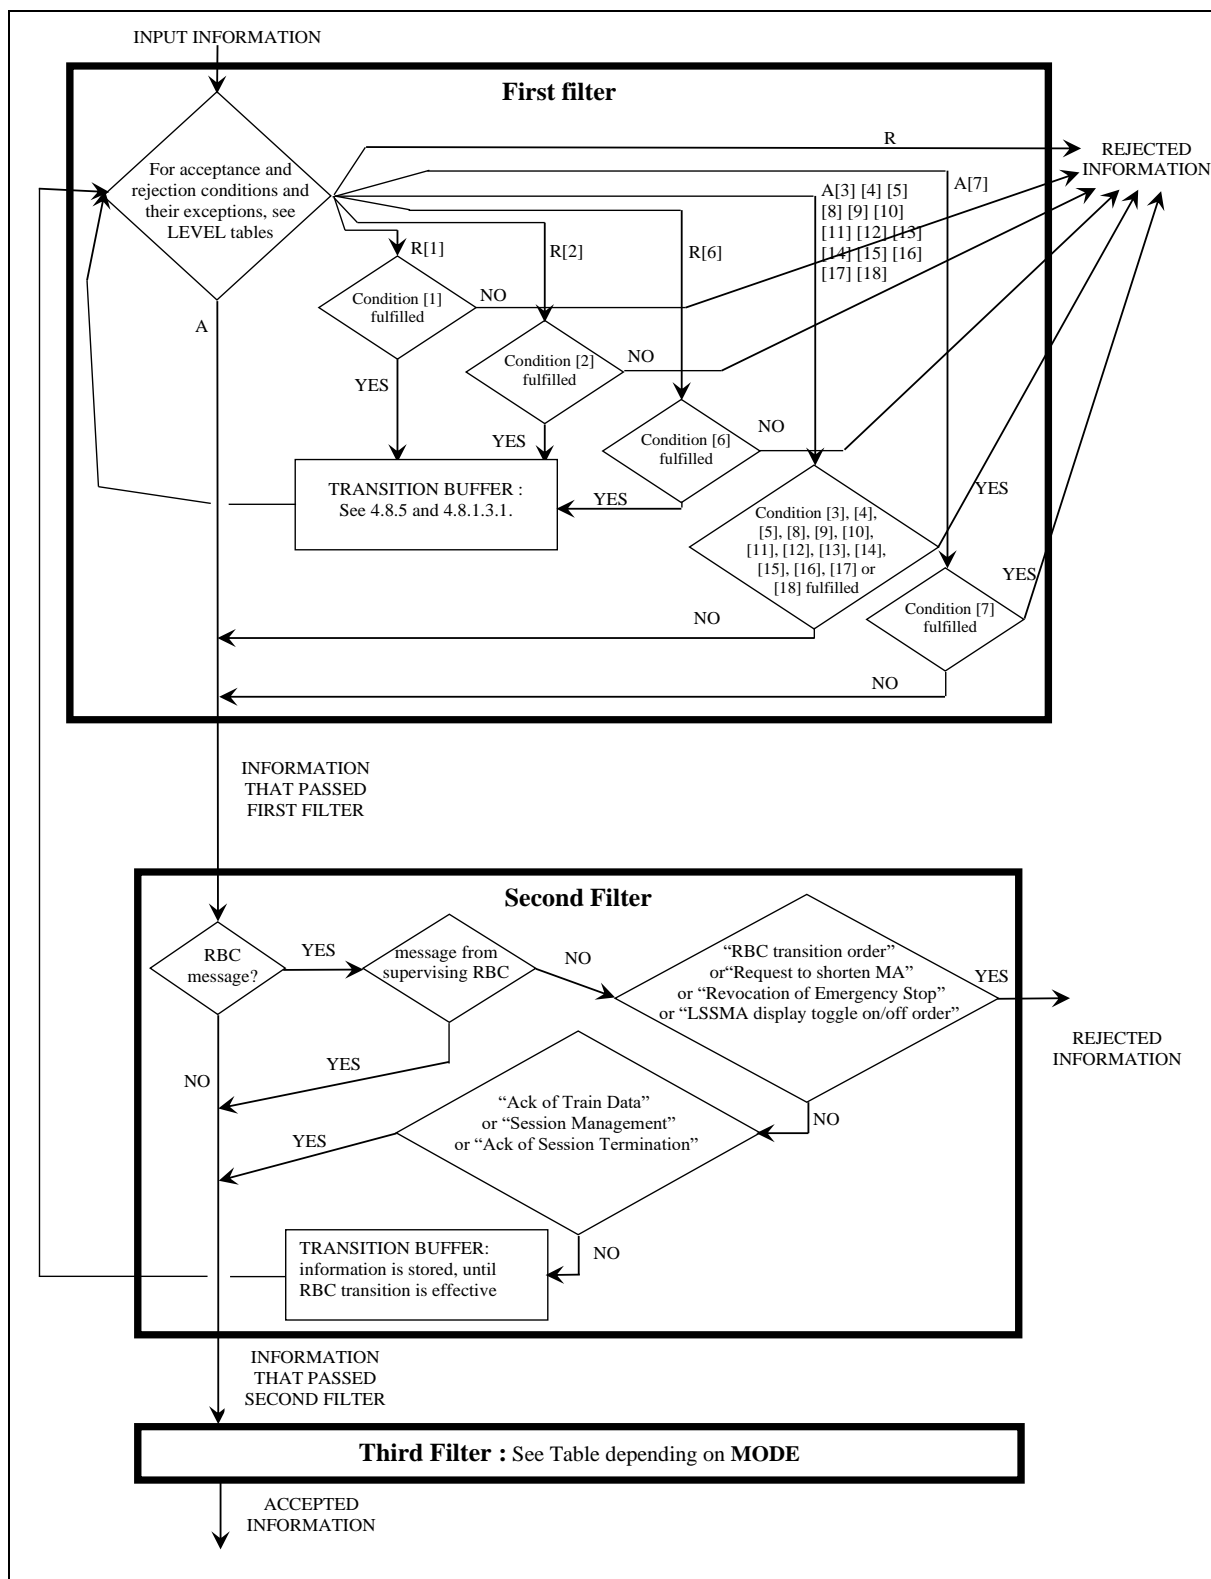 INPUT INFORMATION
First filter
R
REJECTED
INFORMATION
For acceptance and
rejection conditions and
their exceptions, see
LEVEL tables
A[3] [4] [5]
[8] [9] [10]
[11] [12] [13]
[14] [15] [16]
[17] [18]
A[7]
R[1]
R[2]
R[6]
A
Condition [1]
fulfilled
NO
Condition [2]
fulfilled
NO
YES
Condition [6]
fulfilled
NO
YES
YES
TRANSITION BUFFER :
See 4.8.5 and 4.8.1.3.1.
Condition [3], [4],
[5], [8], [9], [10],
[11], [12], [13], [14],
[15], [16], [17] or
[18] fulfilled
YES
NO
Condition [7]
fulfilled
YES
NO
INFORMATION
THAT PASSED
FIRST FILTER
Second Filter
RBC
message?
YES
message from
supervising RBC
NO
“RBC transition order”
or“Request to shorten MA”
or “Revocation of Emergency Stop”
or “LSSMA display toggle on/off order”
YES
REJECTED
INFORMATION
YES
NO
NO
“Ack of Train Data”
or “Session Management”
or “Ack of Session Termination”
YES
NO
TRANSITION BUFFER:
information is stored, until
RBC transition is effective
INFORMATION
THAT PASSED
SECOND FILTER
Third Filter : See Table depending on MODE
ACCEPTED
INFORMATION